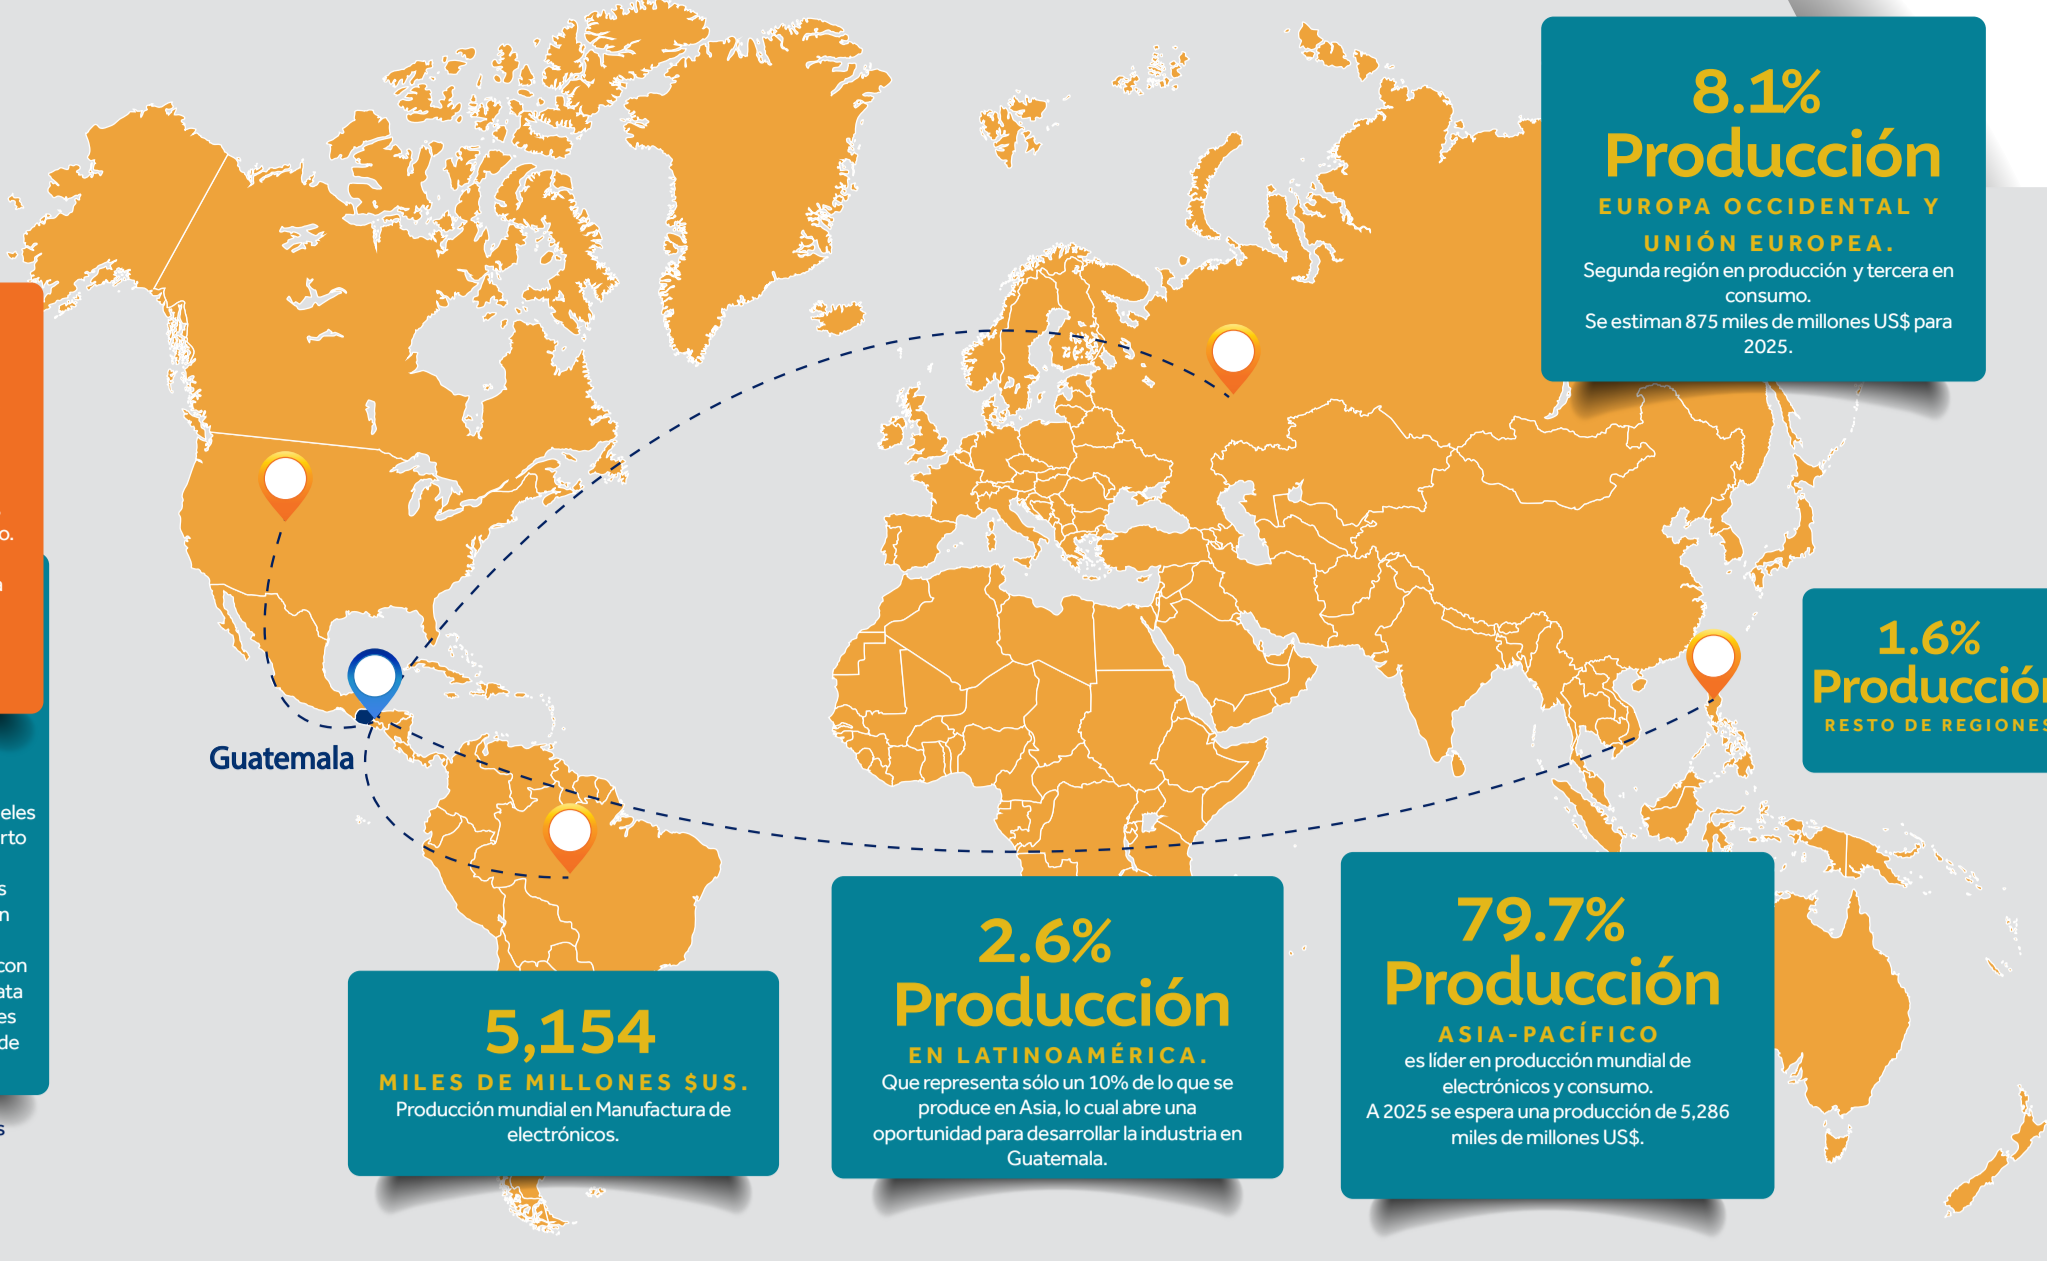 8.1%
Producción
EUROPA OCCIDENTAL Y
UNIÓN EUROPEA.
Segunda región en producción y tercera en
consumo.
Se estiman 875 miles de millones US$ para
2025.
1.6%
RESTO DE REGIONES
Guatemala
5,154
MILES DE MILLONES $US.
Producción mundial en Manufactura de
electrónicos.
2.6%
Producción
EN LATINOAMÉRICA.
Que representa sólo un 10% de lo que se
produce en Asia, lo cual abre una
oportunidad para desarrollar la industria en
Guatemala.
79.7%
Producción
ASIA-PACÍFICO
es líder en producción mundial de
electrónicos y consumo.
A 2025 se espera una producción de 5,286
miles de millones US$.
con
de